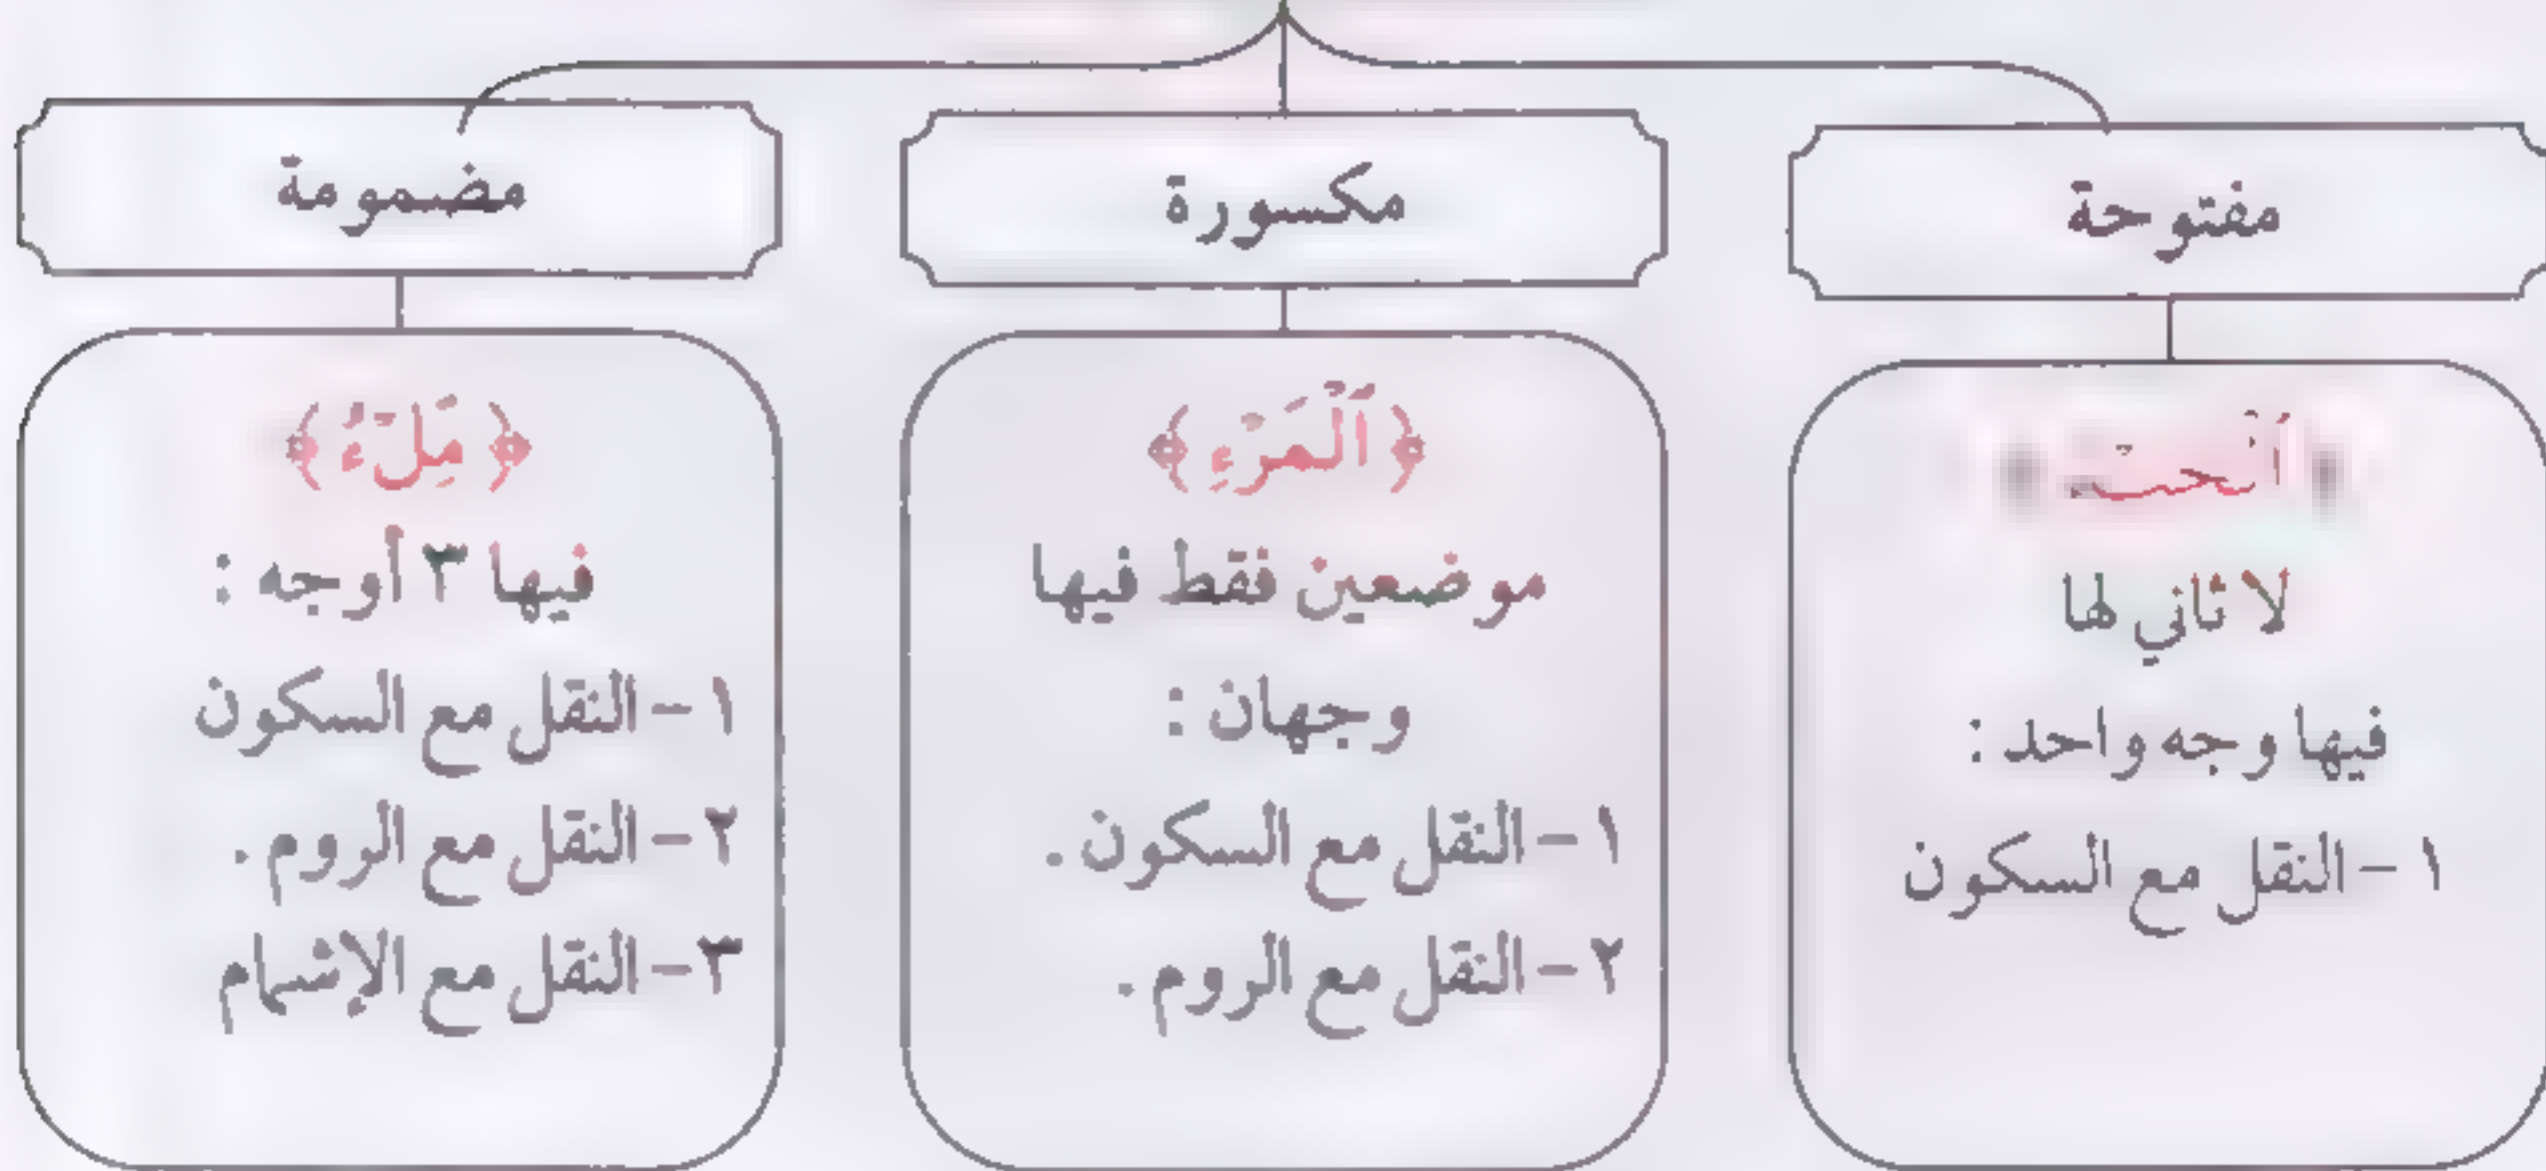 مفتوحة
لا ثاني لها
فيها وجه واحد :
١ - النقل مع السكون
مكسورة
﴿ ٱلْمَرْءِ ﴾
موضعين فقط فيها
وجهان :
١ - النقل مع السكون .
٢ - النقل مع الروم .
مضمومة
﴿ مِّلْءُ ﴾
فيها ٣ أوجه :
١ - النقل مع السكون
٢ - النقل مع الروم .
٣ - النقل مع الإشمام